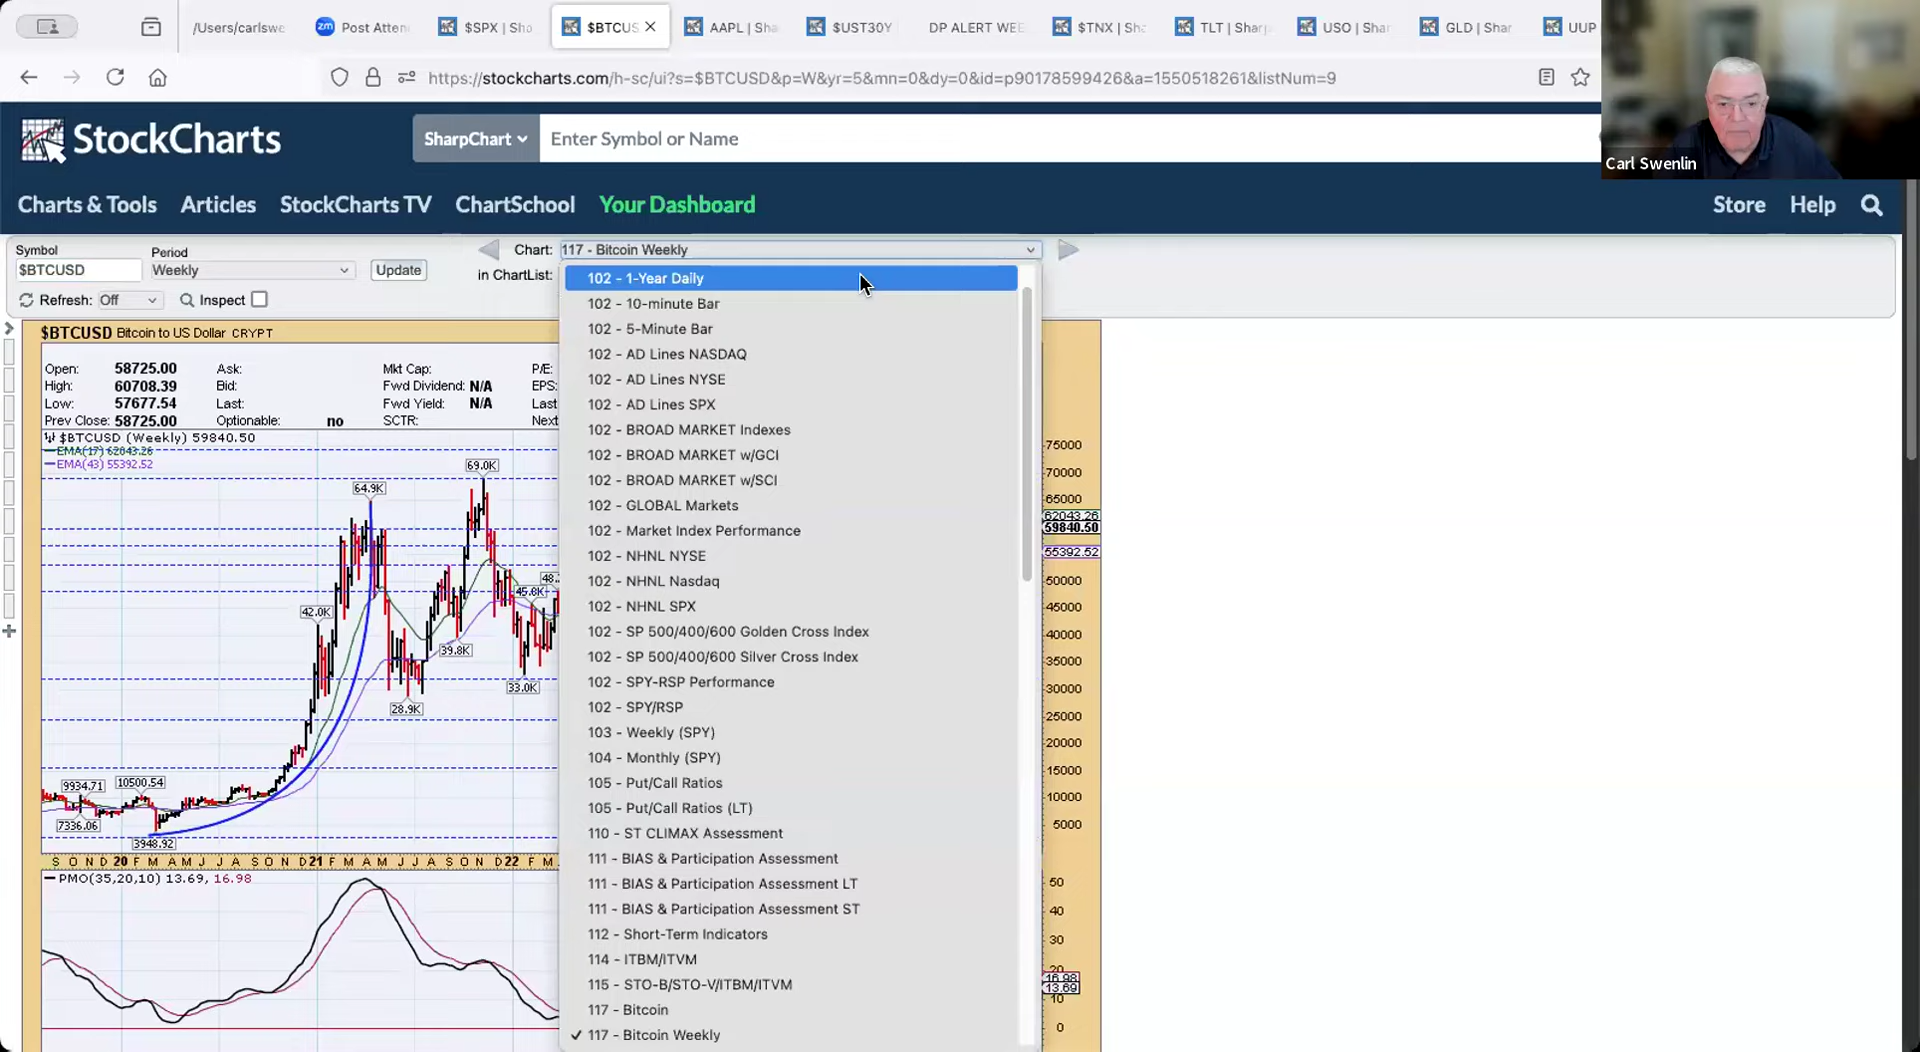 /Users/carlswe
Post Atten
$SPX | Sho
$BTCUS
AAPL | Sha
$UST30Y
DP ALERT WEE
$TNX | Sha
TLT | Sharp
USO | Shar
GLD | Shar
UUP
https://stockcharts.com/h-sc/ui?s=$BTCUSD&p=W&yr=5&mn=0&dy=0&id=p90178599426&a=1550518261&listNum=9
Carl Swenlin
StockCharts
SharpChart
Enter Symbol or Name
Charts & Tools
Articles
StockCharts TV
ChartSchool
Your Dashboard
Store
Help
Symbol
Period
$BTCUSD
Weekly
Update
Chart:
117 - Bitcoin Weekly
in ChartList:
Refresh: Off
Inspect
$BTCUSD Bitcoin to US Dollar CRYPT
Open: 58725.00 Ask: Mkt Cap: P/E:
High: 60708.39 Bid: Fwd Dividend: N/A EPS:
Low: 57677.54 Last: Fwd Yield: N/A Last
Prev Close: 58725.00 Optionable: no SCTR: Next
$BTCUSD (Weekly) 59840.50
EMA(17) 62043.26
EMA(43) 55392.52
69.0K
64.9K
48.
45.8K
42.0K
39.8K
33.0K
28.9K
9934.71
10500.54
7336.06
3948.92
S O N D 20 F M A M J J A S O N D 21 F M A M J J A S O N D 22 F M
PMO(35,20,10) 13.69, 16.98
102 - 1-Year Daily
102 - 10-minute Bar
102 - 5-Minute Bar
102 - AD Lines NASDAQ
102 - AD Lines NYSE
102 - AD Lines SPX
102 - BROAD MARKET Indexes
102 - BROAD MARKET w/GCI
102 - BROAD MARKET w/SCI
102 - GLOBAL Markets
102 - Market Index Performance
102 - NHNL NYSE
102 - NHNL Nasdaq
102 - NHNL SPX
102 - SP 500/400/600 Golden Cross Index
102 - SP 500/400/600 Silver Cross Index
102 - SPY-RSP Performance
102 - SPY/RSP
103 - Weekly (SPY)
104 - Monthly (SPY)
105 - Put/Call Ratios
105 - Put/Call Ratios (LT)
110 - ST CLIMAX Assessment
111 - BIAS & Participation Assessment
111 - BIAS & Participation Assessment LT
111 - BIAS & Participation Assessment ST
112 - Short-Term Indicators
114 - ITBM/ITVM
115 - STO-B/STO-V/ITBM/ITVM
117 - Bitcoin
117 - Bitcoin Weekly
75000
70000
65000
62043.26
59840.50
55392.52
50000
45000
40000
35000
30000
25000
20000
15000
10000
5000
50
40
30
20
16.98
13.69
10
0